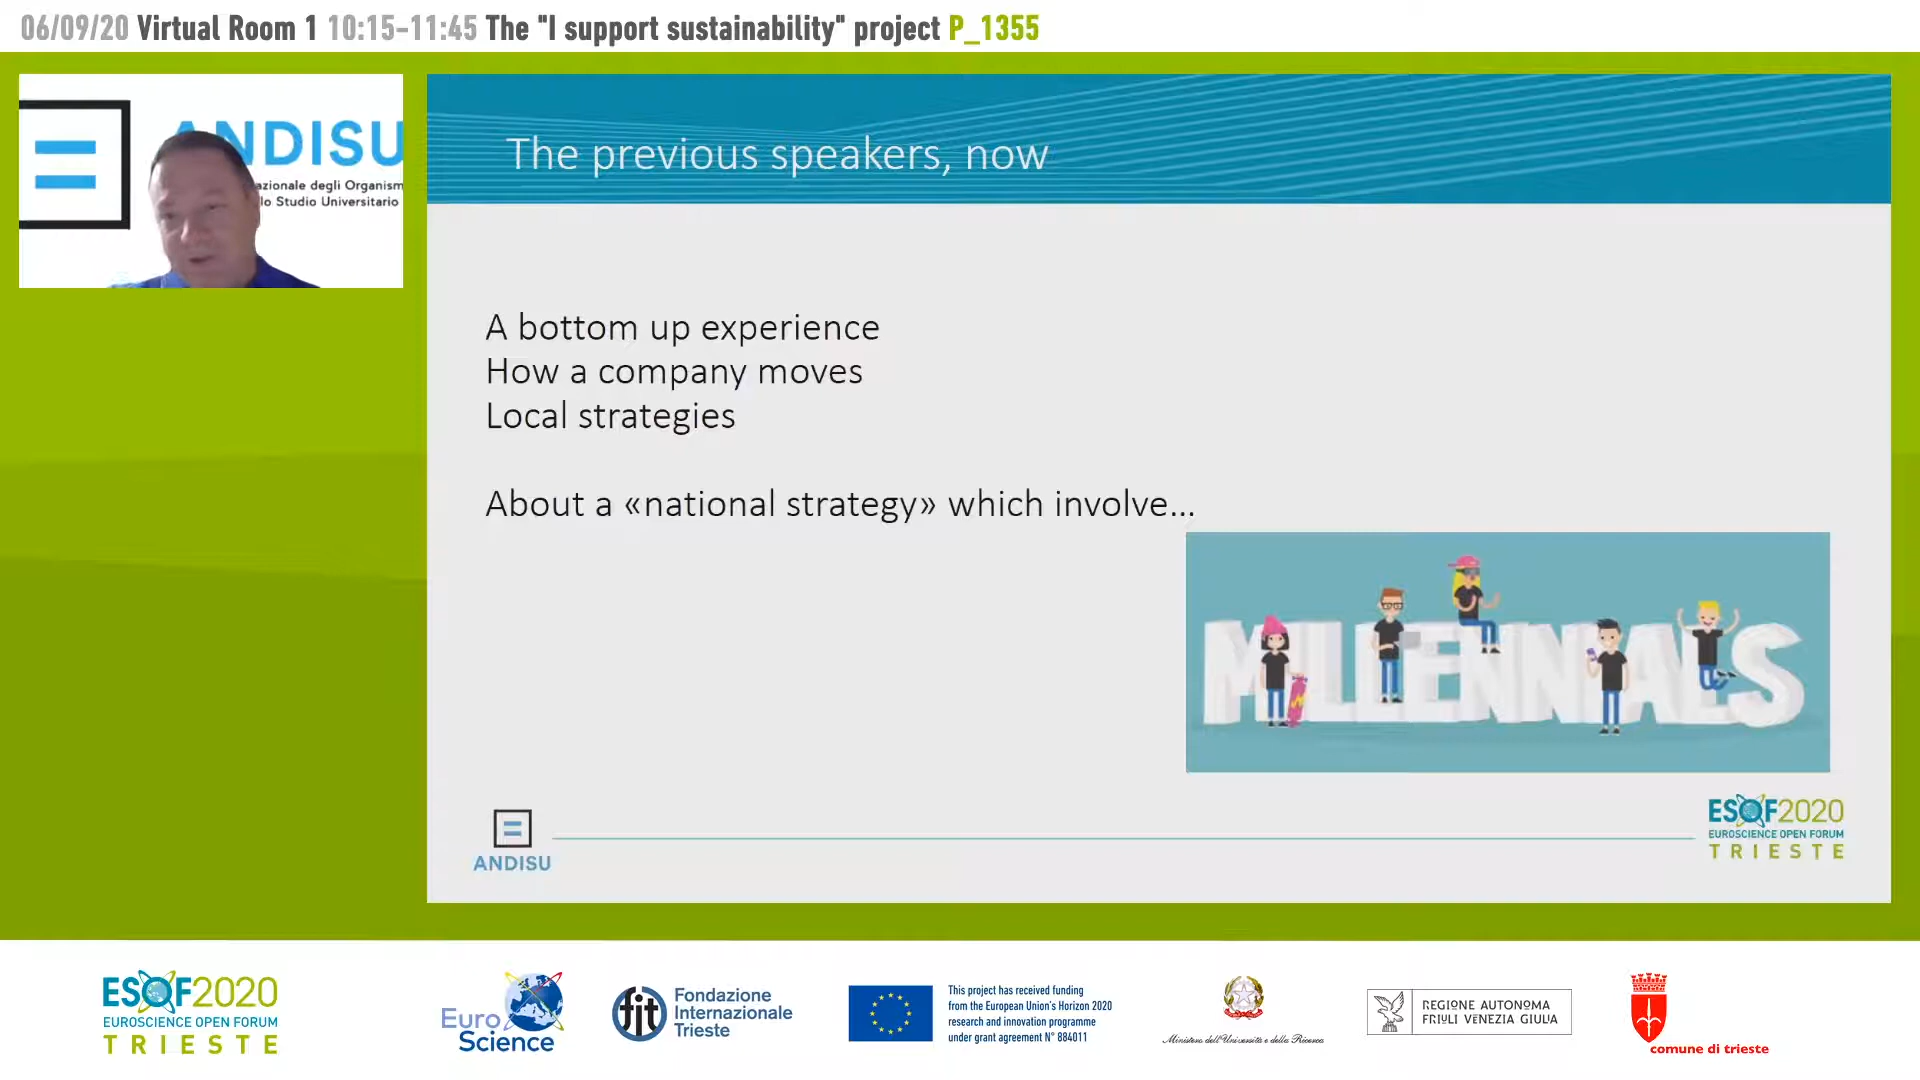 06/09/20 Virtual Room 1 10:15-11:45 The "I support sustainability" project P_1355
ANDISU
azionale degli Organism
lo Studio Universitario
The previous speakers, now
A bottom up experience
How a company moves
Local strategies
About a «national strategy» which involve...
MILLENNIALS
ANDISU
ESOF2020
EUROSCIENCE OPEN FORUM
TRIESTE
ESOF2020
EUROSCIENCE OPEN FORUM
TRIESTE
Euro
Science
fit
Fondazione
Internazionale
Trieste
This project has received funding
from the European Union's Horizon 2020
research and innovation programme
under grant agreement N° 884011
Ministero dell'Università e della Ricerca
REGIONE AUTONOMA
FRIULI VENEZIA GIULIA
comune di trieste